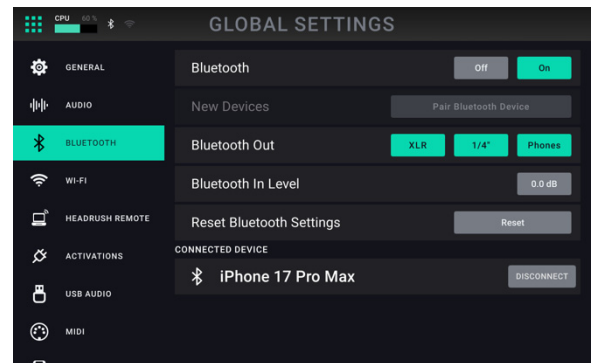 CPU 60 % GLOBAL SETTINGS
GENERAL
AUDIO
BLUETOOTH
WI-FI
HEADRUSH REMOTE
ACTIVATIONS
USB AUDIO
MIDI
Bluetooth Off On
New Devices Pair Bluetooth Device
Bluetooth Out XLR 1/4" Phones
Bluetooth In Level 0.0 dB
Reset Bluetooth Settings Reset
CONNECTED DEVICE
iPhone 17 Pro Max DISCONNECT